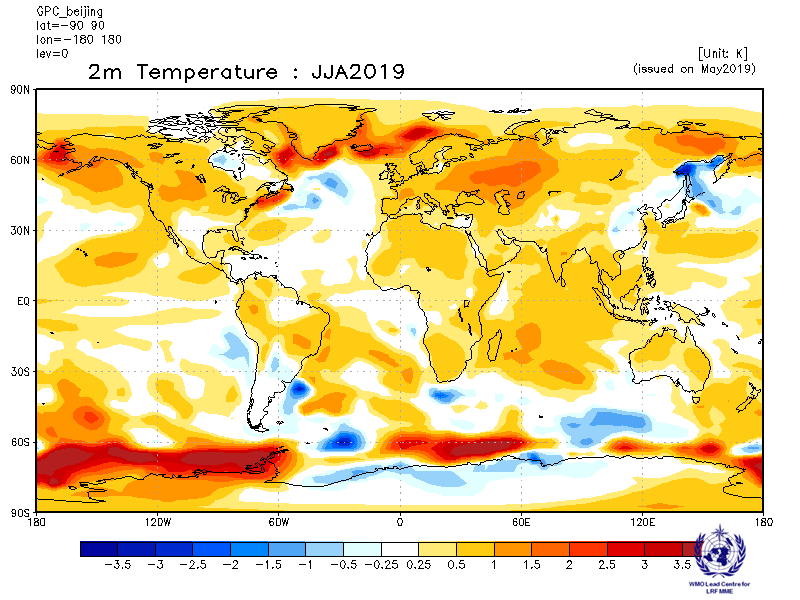 GPC_beijing
lat=-90 90
lon=-180 180
lev=0
[Unit: K]
2m Temperature : JJA2019
(issued on May2019)
90N
60N
30N
EQ
30S
60S
90S
180 120W 60W 0 60E 120E 180
-3.5 -3 -2.5 -2 -1.5 -1 -0.5 -0.25 0.25 0.5 1 1.5 2 2.5 3 3.5
WMO Lead Centre for
LRF MME